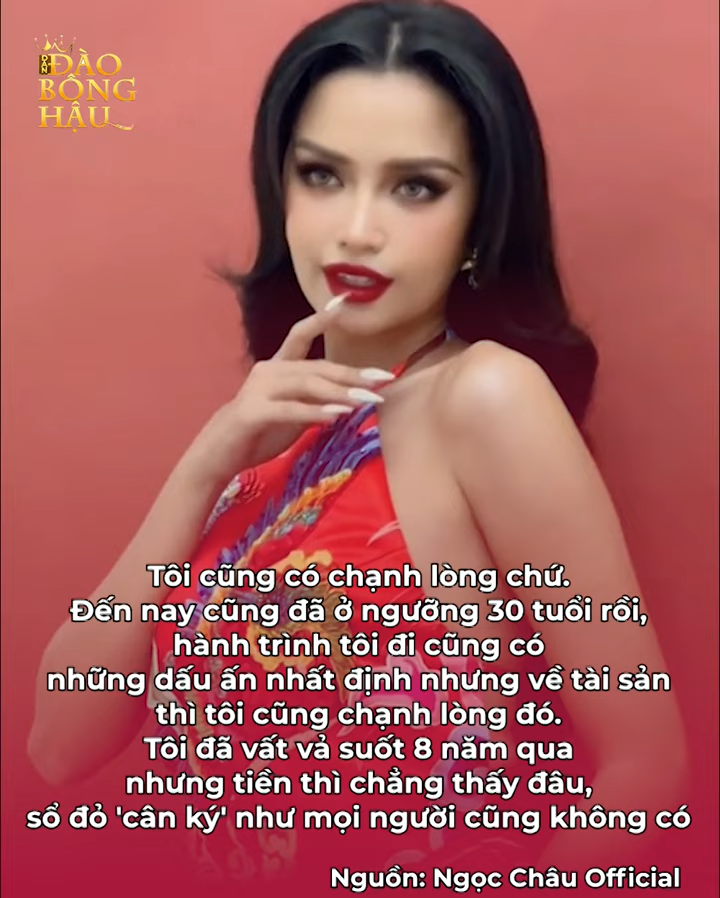 DÀN
ĐÀO
BÔNG
HẬU
Tôi cũng có chạnh lòng chứ.
Đến nay cũng đã ở ngưỡng 30 tuổi rồi,
hành trình tôi đi cũng có
những dấu ấn nhất định nhưng về tài sản
thì tôi cũng chạnh lòng đó.
Tôi đã vất vả suốt 8 năm qua
nhưng tiền thì chẳng thấy đâu,
sổ đỏ 'cân ký' như mọi người cũng không có
Nguồn: Ngọc Châu Official